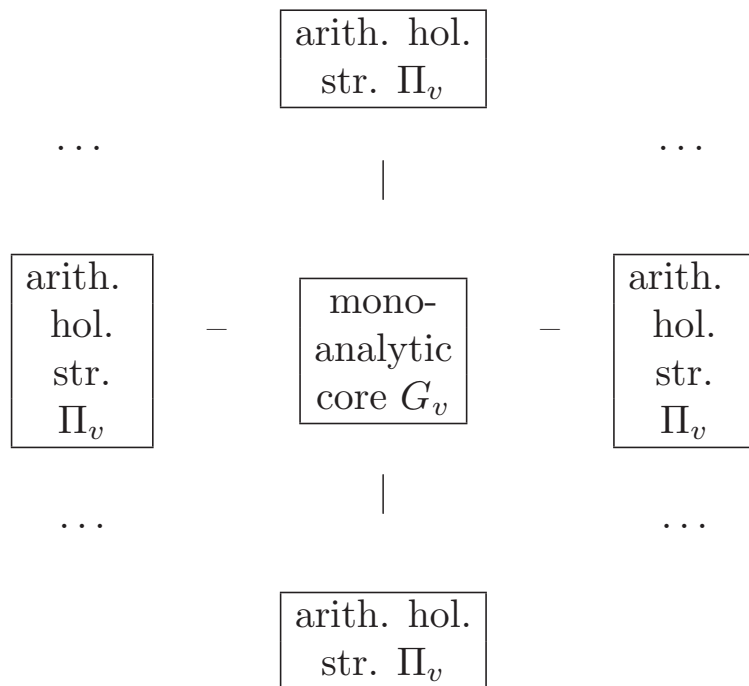 arith. hol.
str. Πᵥ
… …
|
arith.
hol.
str.
Πᵥ
–
mono-
analytic
core Gᵥ
–
arith.
hol.
str.
Πᵥ
|
… …
arith. hol.
str. Πᵥ